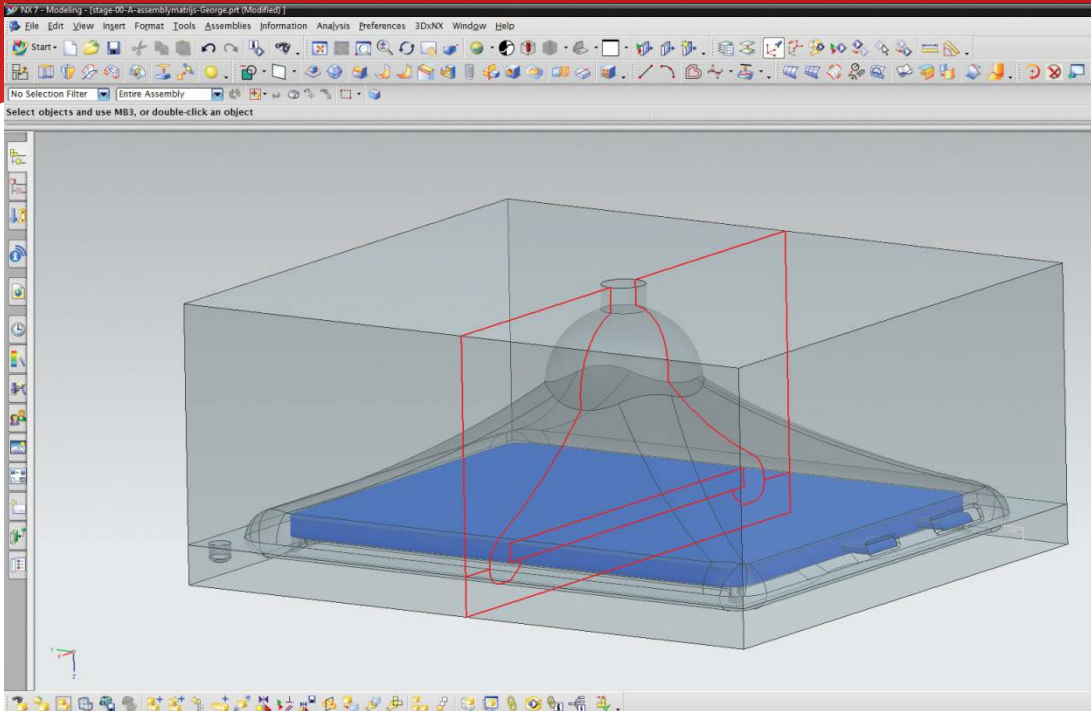 NX 7 - Modeling - [stage-00-A-assemblymatrijs-George.prt (Modified) ]
File Edit View Insert Format Tools Assemblies Information Analysis Preferences 3DxNX Window Help
Start
No Selection Filter Entire Assembly
Select objects and use MB3, or double-click an object